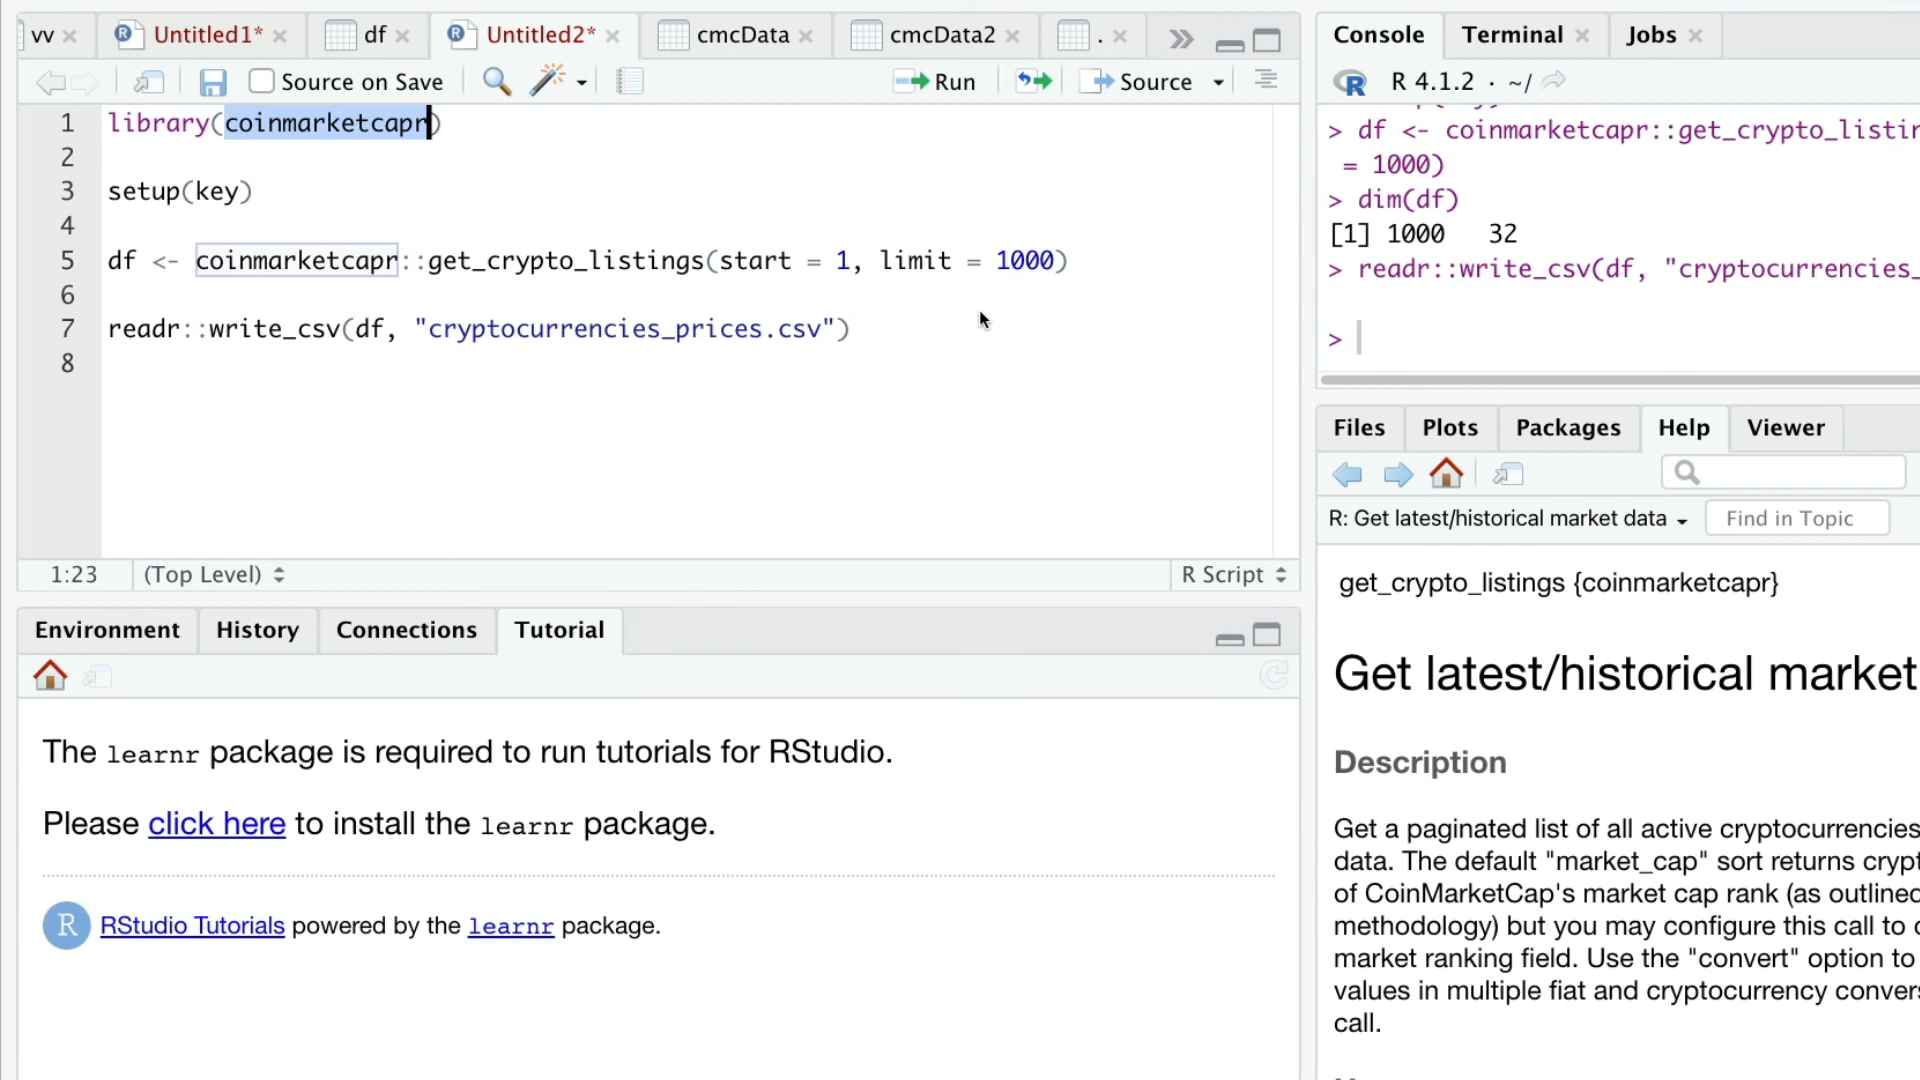 vv
Untitled1*
df
Untitled2*
cmcData
cmcData2
.
Source on Save
Run
Source
1 library(coinmarketcapr)
2
3 setup(key)
4
5 df <- coinmarketcapr::get_crypto_listings(start = 1, limit = 1000)
6
7 readr::write_csv(df, "cryptocurrencies_prices.csv")
8
1:23
(Top Level)
R Script
Environment
History
Connections
Tutorial
The learnr package is required to run tutorials for RStudio.
Please click here to install the learnr package.
R RStudio Tutorials powered by the learnr package.
Console
Terminal
Jobs
R R 4.1.2 · ~/
> df <- coinmarketcapr::get_crypto_listin
= 1000)
> dim(df)
[1] 1000 32
> readr::write_csv(df, "cryptocurrencies_
>
Files
Plots
Packages
Help
Viewer
R: Get latest/historical market data
Find in Topic
get_crypto_listings {coinmarketcapr}
Get latest/historical market
Description
Get a paginated list of all active cryptocurrencies
data. The default "market_cap" sort returns crypt
of CoinMarketCap's market cap rank (as outlined
methodology) but you may configure this call to
market ranking field. Use the "convert" option to
values in multiple fiat and cryptocurrency convers
call.